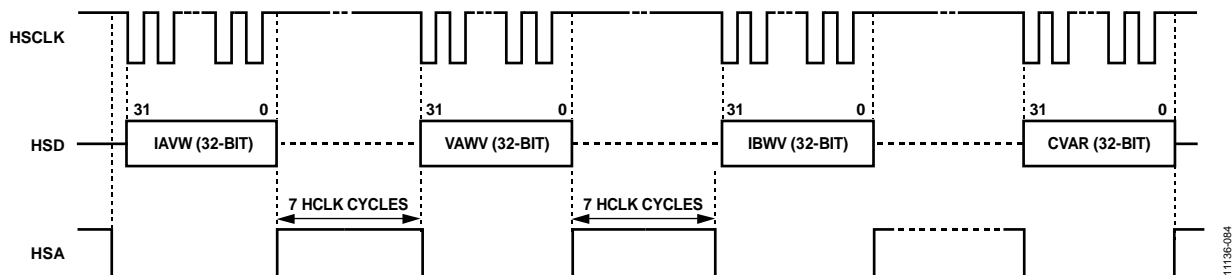 HSCLK
31 0 31 0 31 0 31 0
HSD IAVW (32-BIT) VAWV (32-BIT) IBWV (32-BIT) CVAR (32-BIT)
7 HCLK CYCLES 7 HCLK CYCLES
HSA
11136-084